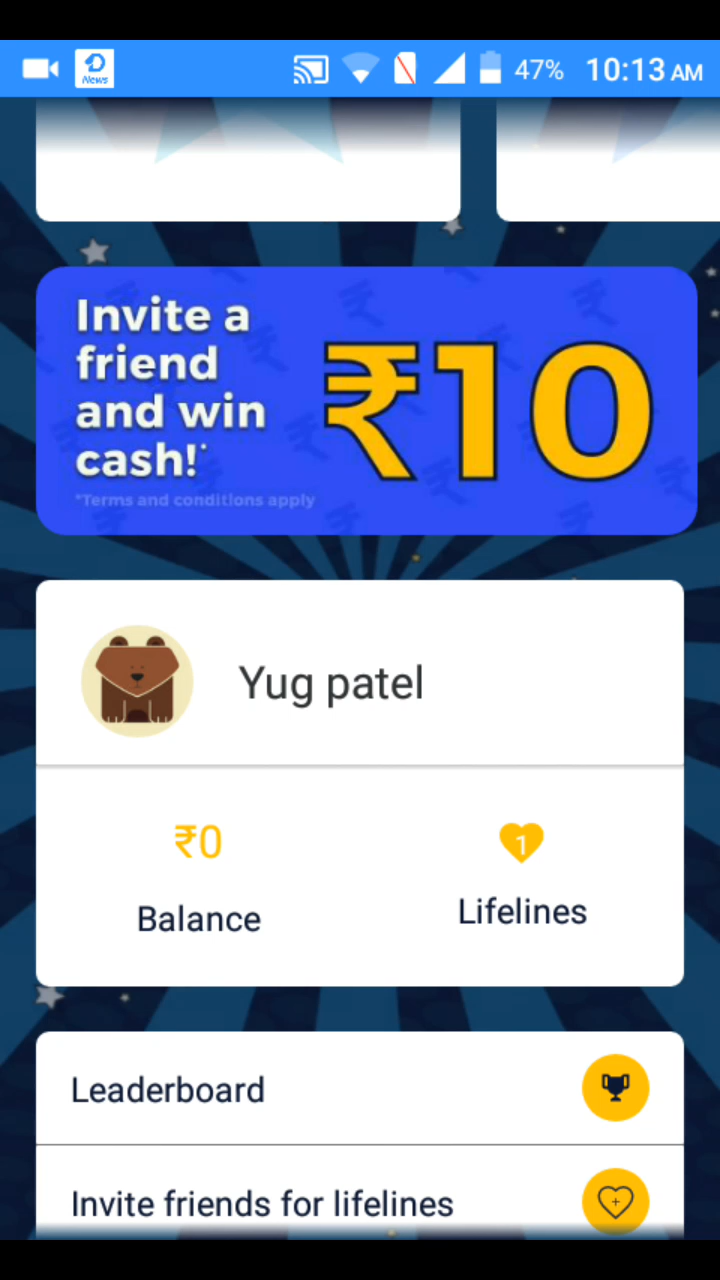 News
47% 10:13 AM
Invite a
friend
and win
cash!*
₹10
*Terms and conditions apply
Yug patel
₹0
1
Balance
Lifelines
Leaderboard
Invite friends for lifelines